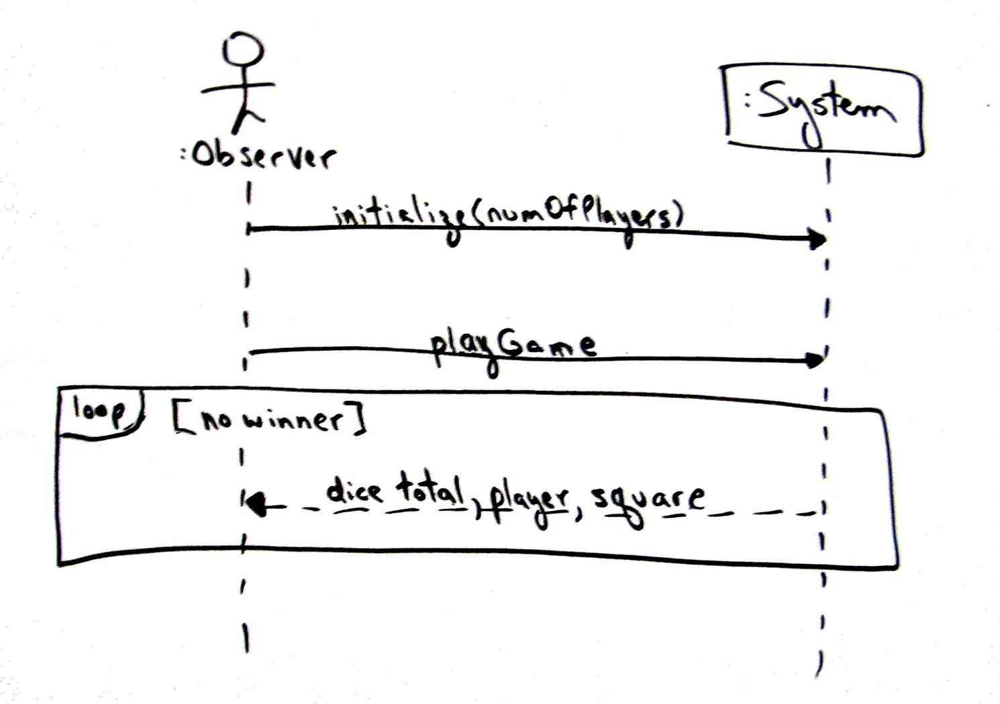 :System
:Observer
initialize(numOfPlayers)
playGame
loop [no winner]
dice total, player, square